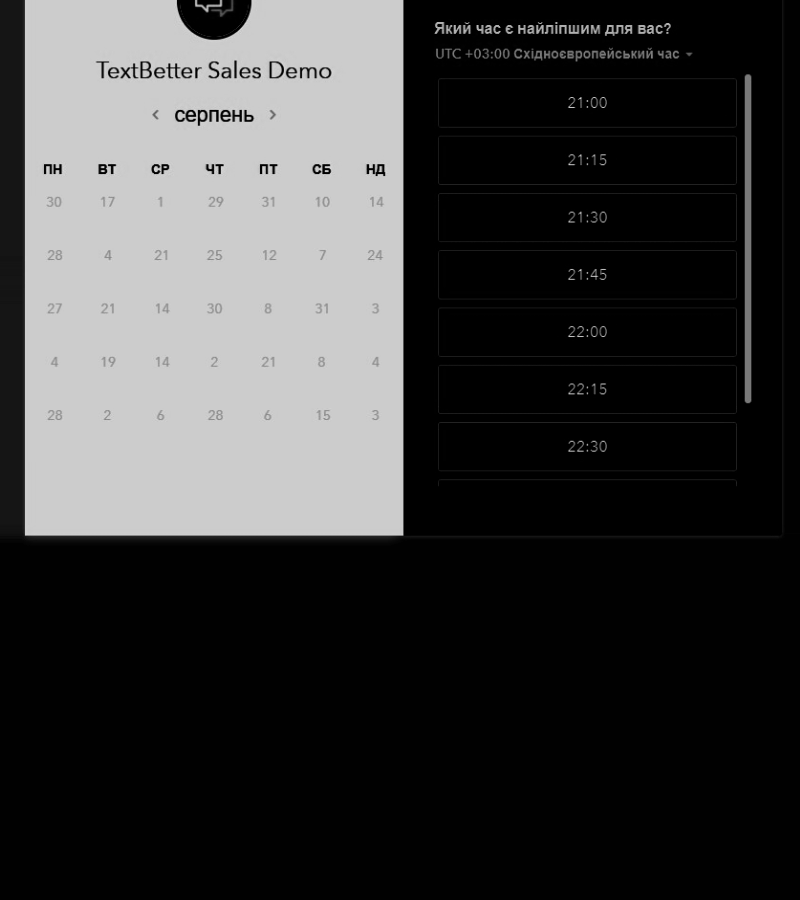 TextBetter Sales Demo
серпень
ПН ВТ СР ЧТ ПТ СБ НД
30 17 1 29 31 10 14
28 4 21 25 12 7 24
27 21 14 30 8 31 3
4 19 14 2 21 8 4
28 2 6 28 6 15 3
Який час є найліпшим для вас?
UTC +03:00 Східноєвропейський час
21:00
21:15
21:30
21:45
22:00
22:15
22:30